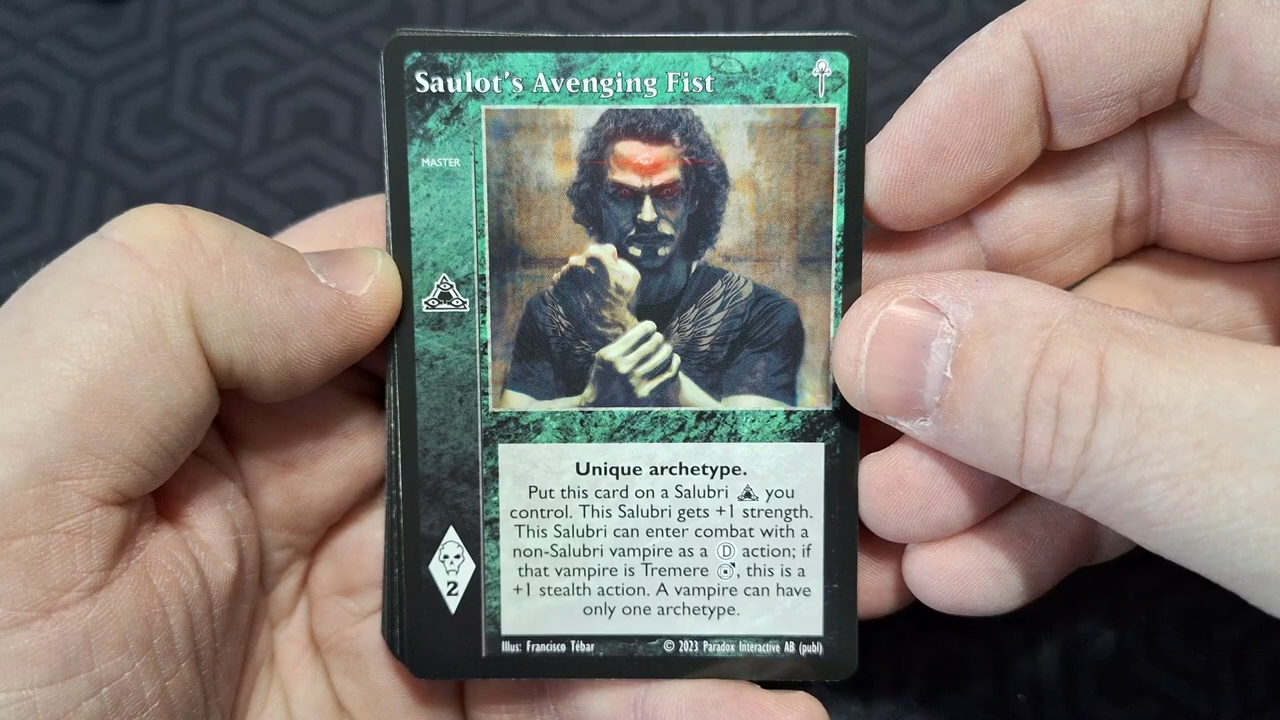 Saulot's Avenging Fist
MASTER
Unique archetype.
Put this card on a Salubri you
control. This Salubri gets +1 strength.
This Salubri can enter combat with a
non-Salubri vampire as a D action; if
that vampire is Tremere , this is a
+1 stealth action. A vampire can have
only one archetype.
2
Illus: Francisco Tébar
© 2023 Paradox Interactive AB (publ)